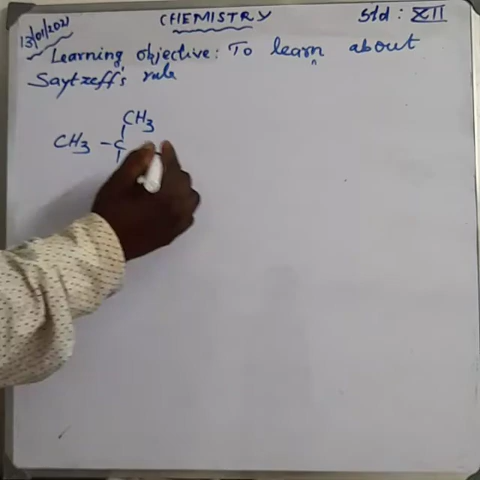 13/01/2021 CHEMISTRY Std : XII
Learning objective: To learn about
Saytzeff's rule
CH3
CH3 - C